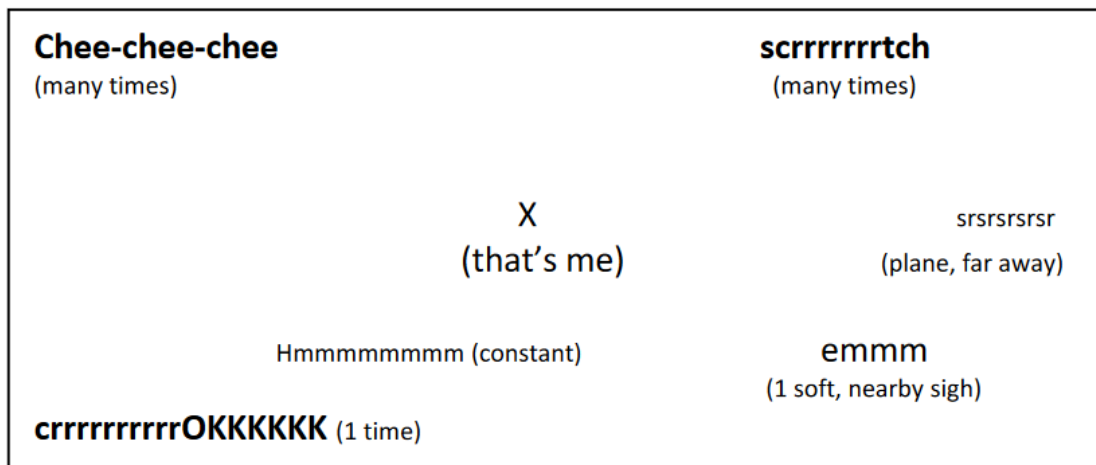 Chee-chee-chee
(many times)
scrrrrrrrtch
(many times)
X
(that's me)
srsrsrsrsr
(plane, far away)
Hmmmmmmmm (constant)
emmm
(1 soft, nearby sigh)
crrrrrrrrrrOKKKKKK (1 time)